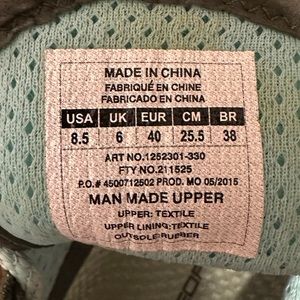 MADE IN CHINA
FABRIQUÉ EN CHINE
FABRICADO EN CHINA
USA UK EUR CM BR
8.5 6 40 25.5 38
ART NO.1252301-330
FTY NO.211525
P.O.# 4500712502 PROD. MO 05/2015
MAN MADE UPPER
UPPER: TEXTILE
UPPER LINING:TEXTILE
OUTSOLE:RUBBER